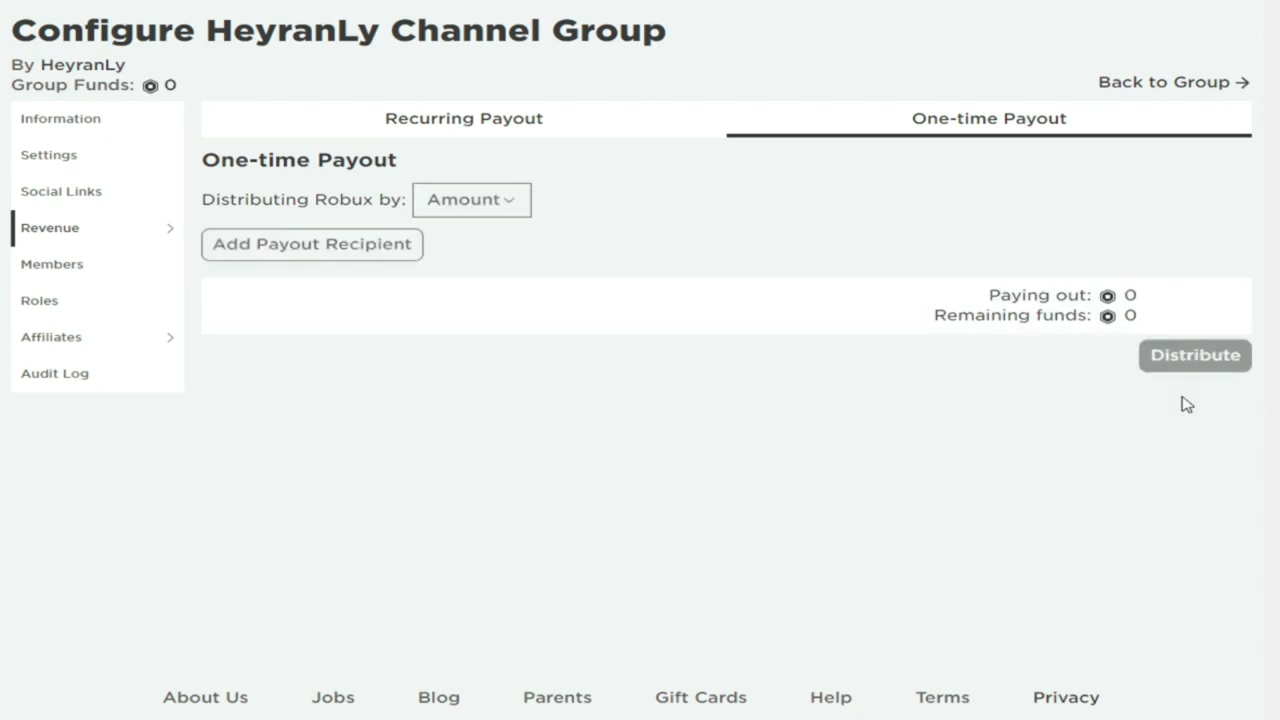 Configure HeyranLy Channel Group
By HeyranLy
Group Funds: 0
Back to Group →
Information
Settings
Social Links
Revenue
Members
Roles
Affiliates
Audit Log
Recurring Payout
One-time Payout
One-time Payout
Distributing Robux by: Amount
Add Payout Recipient
Paying out: 0
Remaining funds: 0
Distribute
About Us Jobs Blog Parents Gift Cards Help Terms Privacy